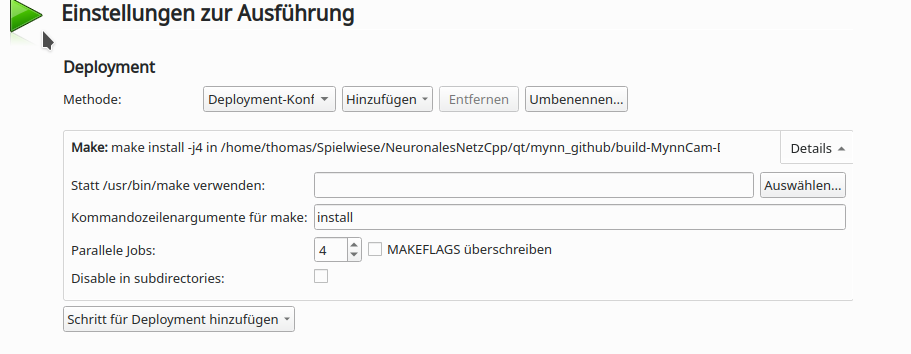 Einstellungen zur Ausführung
Deployment
Methode: Deployment-Konf Hinzufügen Entfernen Umbenennen...
Make: make install -j4 in /home/thomas/Spielwiese/NeuronalesNetzCpp/qt/mynn_github/build-MynnCam-D Details
Statt /usr/bin/make verwenden: Auswählen...
Kommandozeilenargumente für make: install
Parallele Jobs: 4 MAKEFLAGS überschreiben
Disable in subdirectories:
Schritt für Deployment hinzufügen